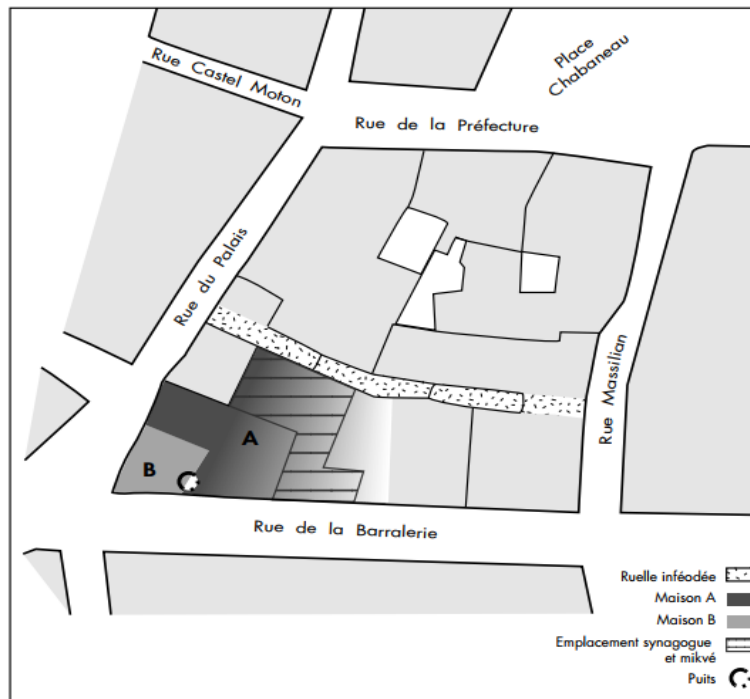 Place
Chabaneau
Rue Castel Moton
Rue de la Préfecture
Rue du Palais
Rue Massilian
A
B
Rue de la Barralerie
Ruelle inféodée
Maison A
Maison B
Emplacement synagogue
et mikvé
Puits